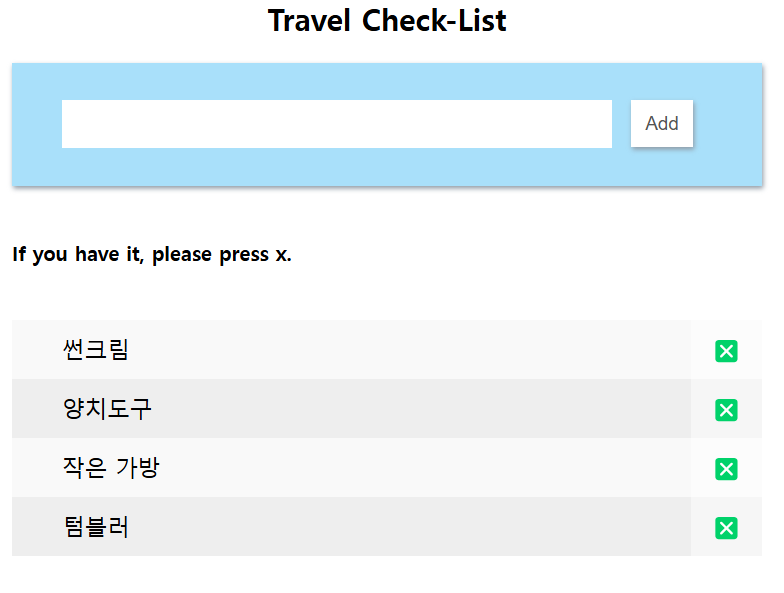 Travel Check-List
Add
If you have it, please press x.
썬크림
양치도구
작은 가방
텀블러